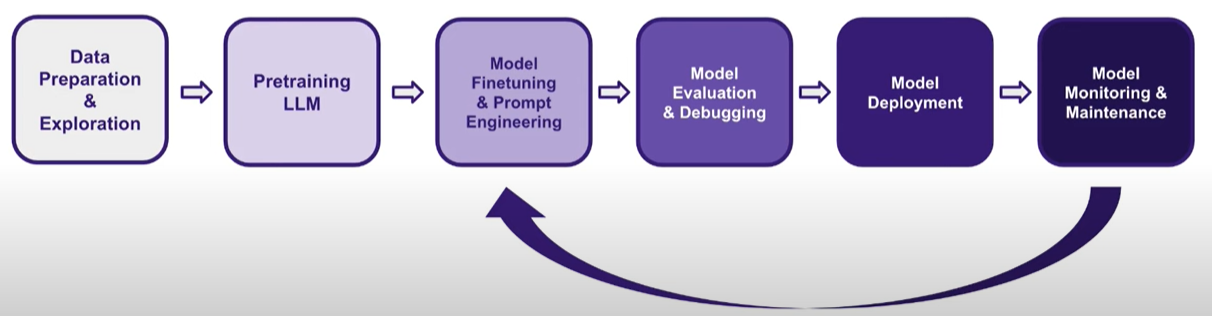 Data
Preparation
&
Exploration
Pretraining
LLM
Model
Finetuning
& Prompt
Engineering
Model
Evaluation
& Debugging
Model
Deployment
Model
Monitoring &
Maintenance